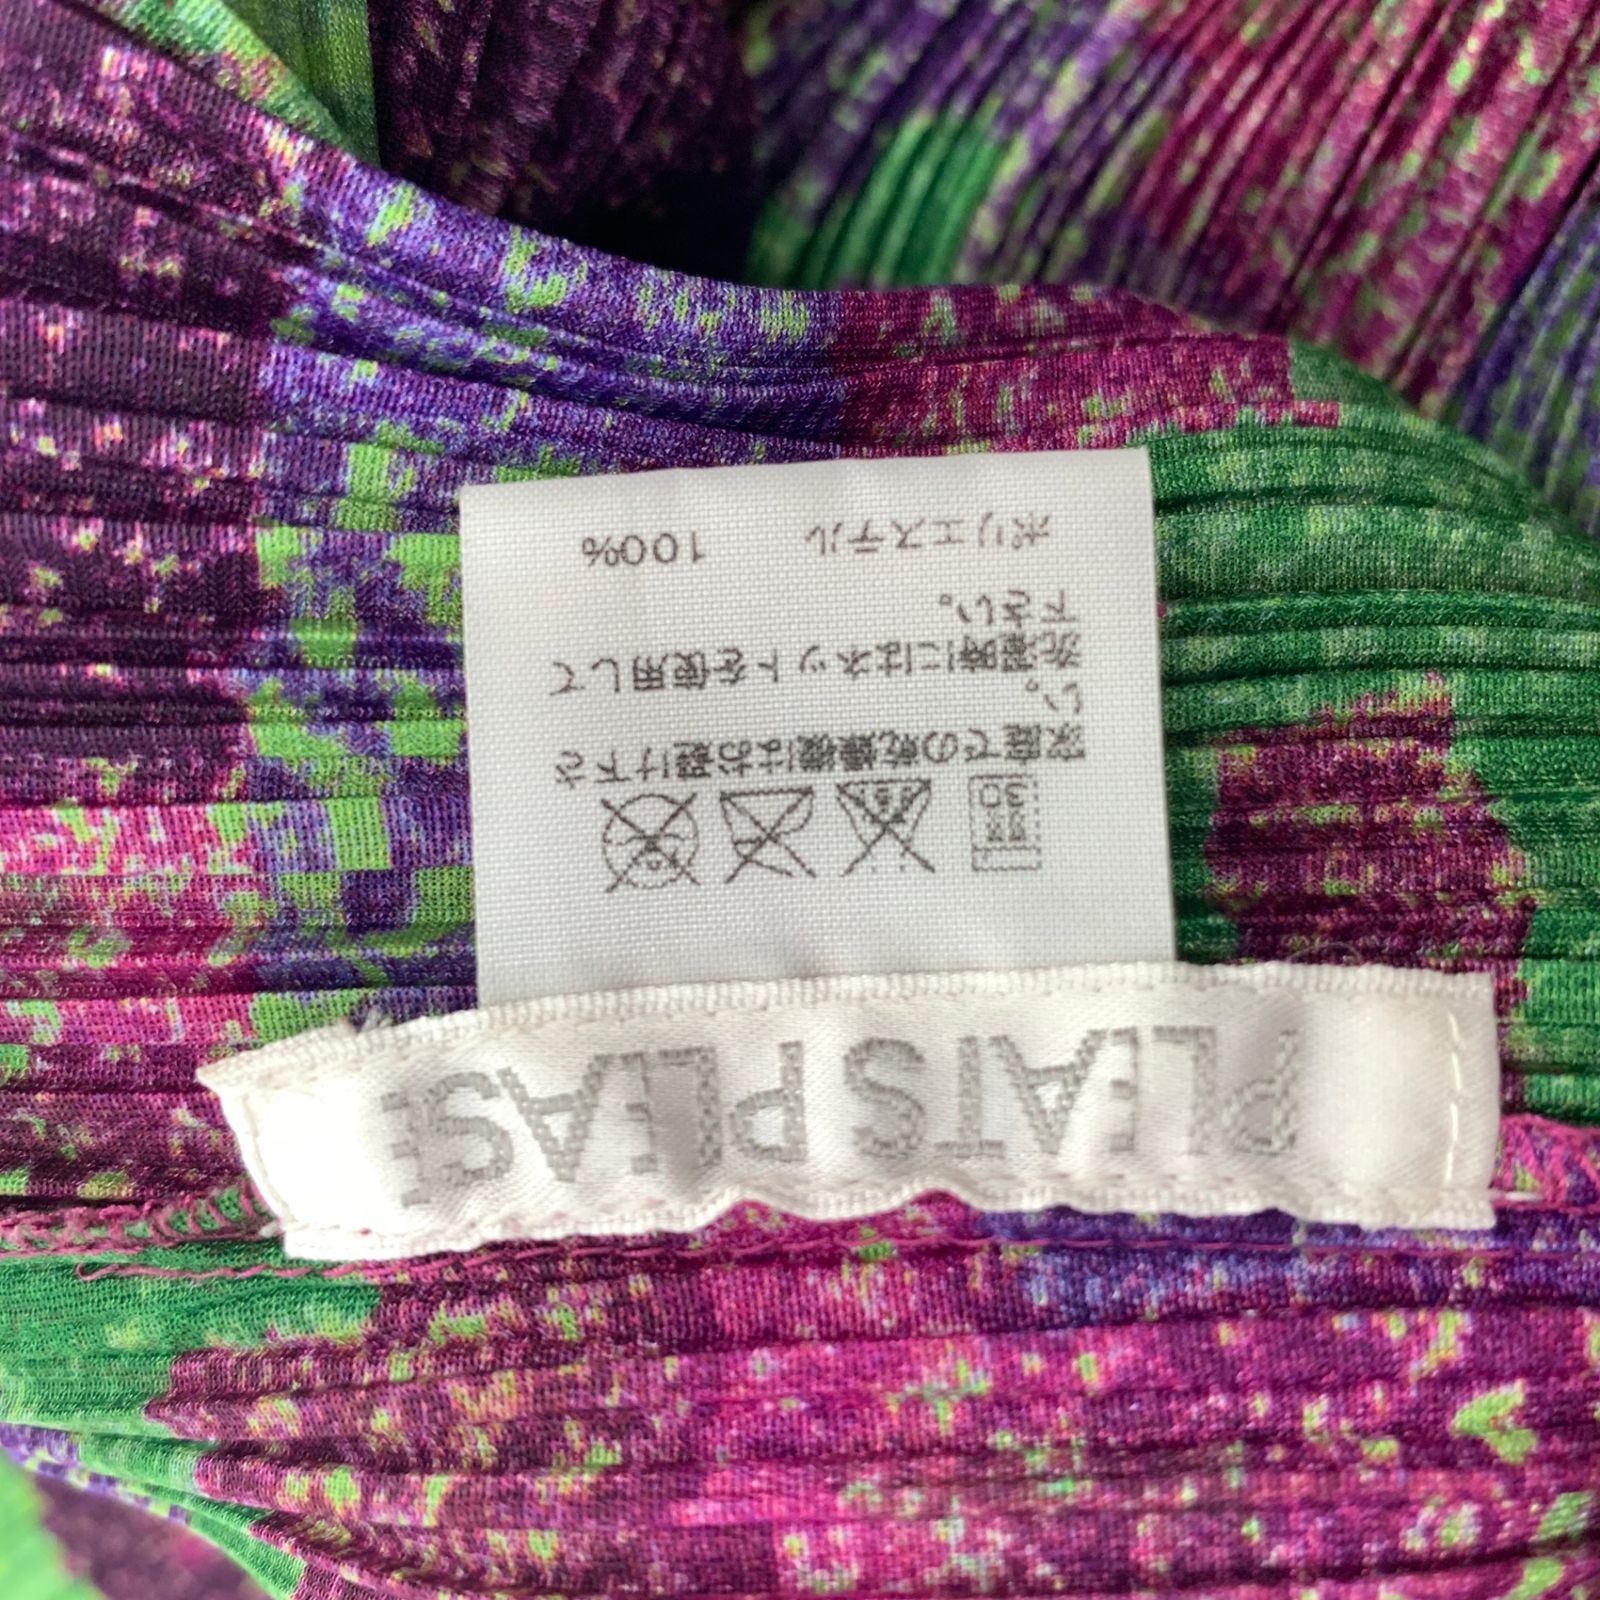 PLEATS PLEASE
30
家庭での乾燥機はお避け下さ
い。
洗濯時にはネットを使用して
下さい。
ポリエステル 100%